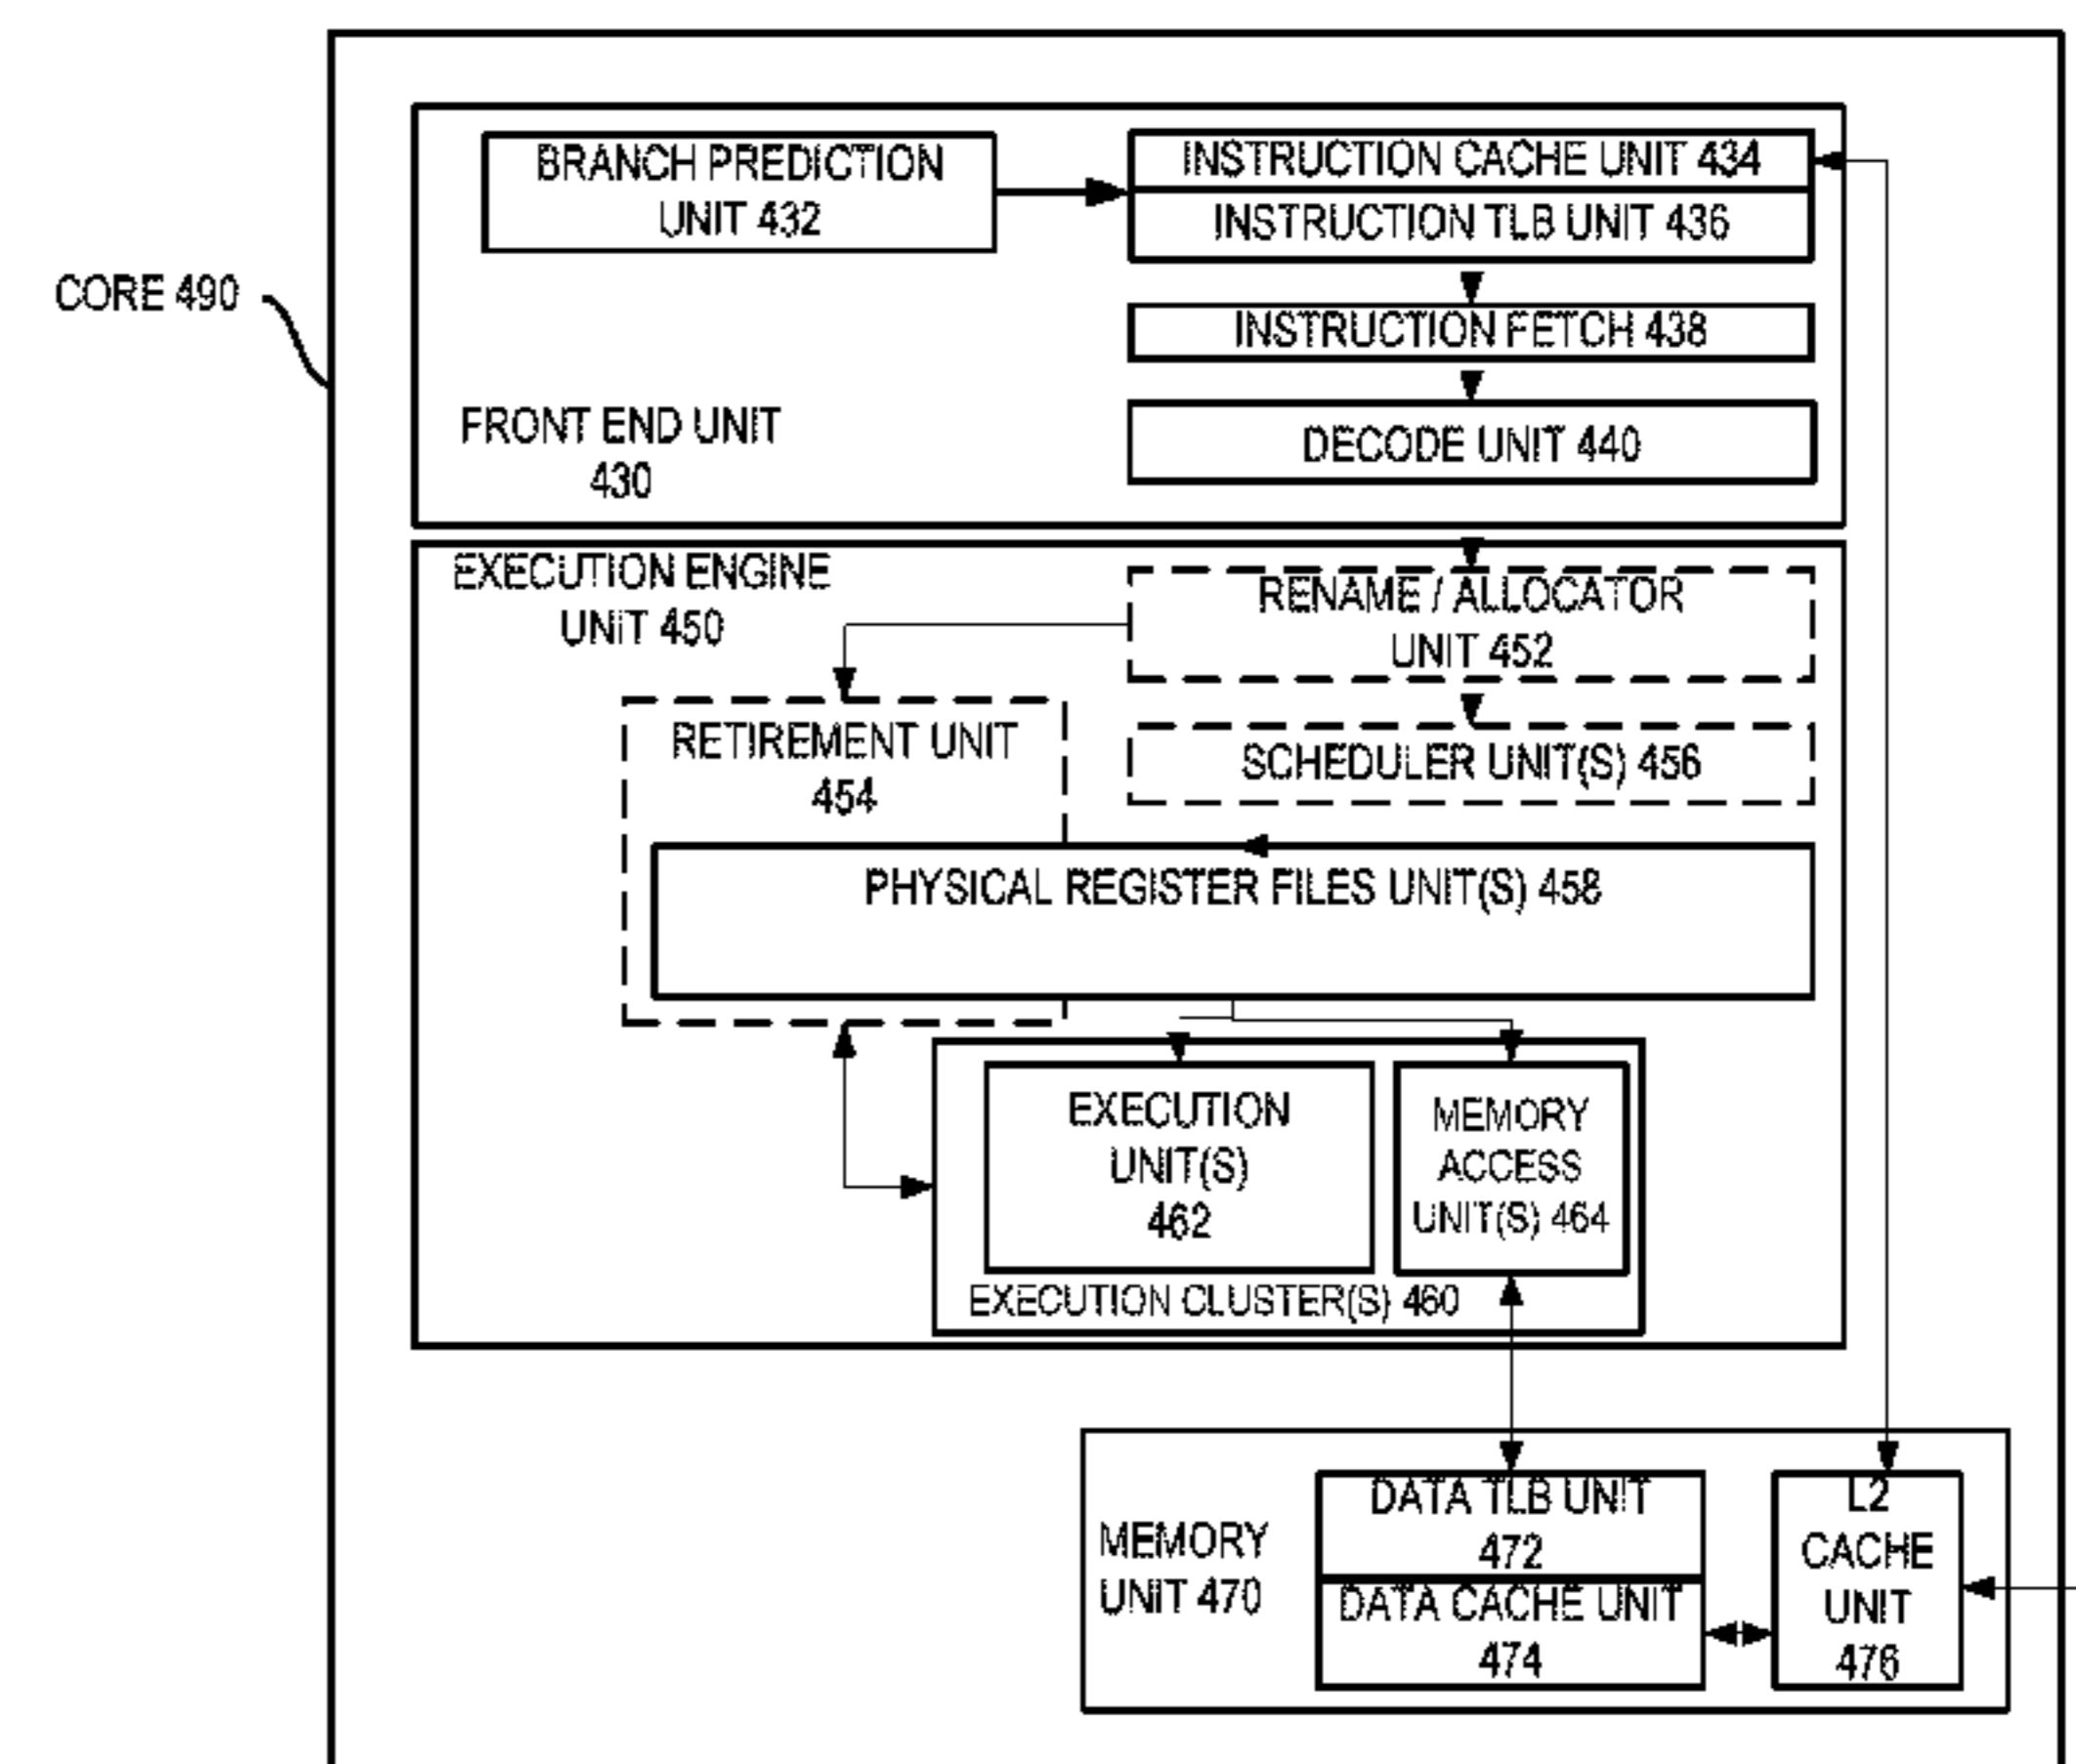 BRANCH PREDICTION
UNIT 432
INSTRUCTION CACHE UNIT 434
INSTRUCTION TLB UNIT 436
CORE 490
INSTRUCTION FETCH 438
FRONT END UNIT
430
DECODE UNIT 440
EXECUTION ENGINE
UNIT 450
RENAME / ALLOCATOR
UNIT 452
RETIREMENT UNIT
454
SCHEDULER UNIT(S) 456
PHYSICAL REGISTER FILES UNIT(S) 458
EXECUTION
UNIT(S)
462
MEMORY
ACCESS
UNIT(S) 464
EXECUTION CLUSTER(S) 460
MEMORY
UNIT 470
DATA TLB UNIT
472
DATA CACHE UNIT
474
L2
CACHE
UNIT
476